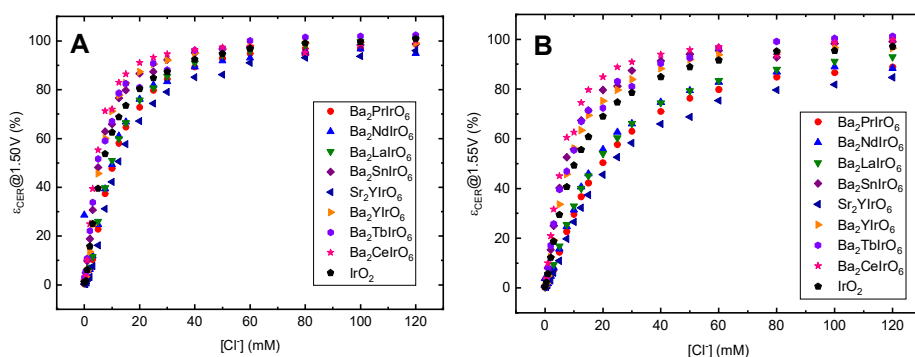 A
ε_CER@1.50V (%)
100
80
60
40
20
0
Ba₂PrIrO₆
Ba₂NdIrO₆
Ba₂LaIrO₆
Ba₂SnIrO₆
Sr₂YIrO₆
Ba₂YIrO₆
Ba₂TbIrO₆
Ba₂CeIrO₆
IrO₂
0 20 40 60 80 100 120
[Cl⁻] (mM)
B
ε_CER@1.55V (%)
100
80
60
40
20
0
Ba₂PrIrO₆
Ba₂NdIrO₆
Ba₂LaIrO₆
Ba₂SnIrO₆
Sr₂YIrO₆
Ba₂YIrO₆
Ba₂TbIrO₆
Ba₂CeIrO₆
IrO₂
0 20 40 60 80 100 120
[Cl⁻] (mM)